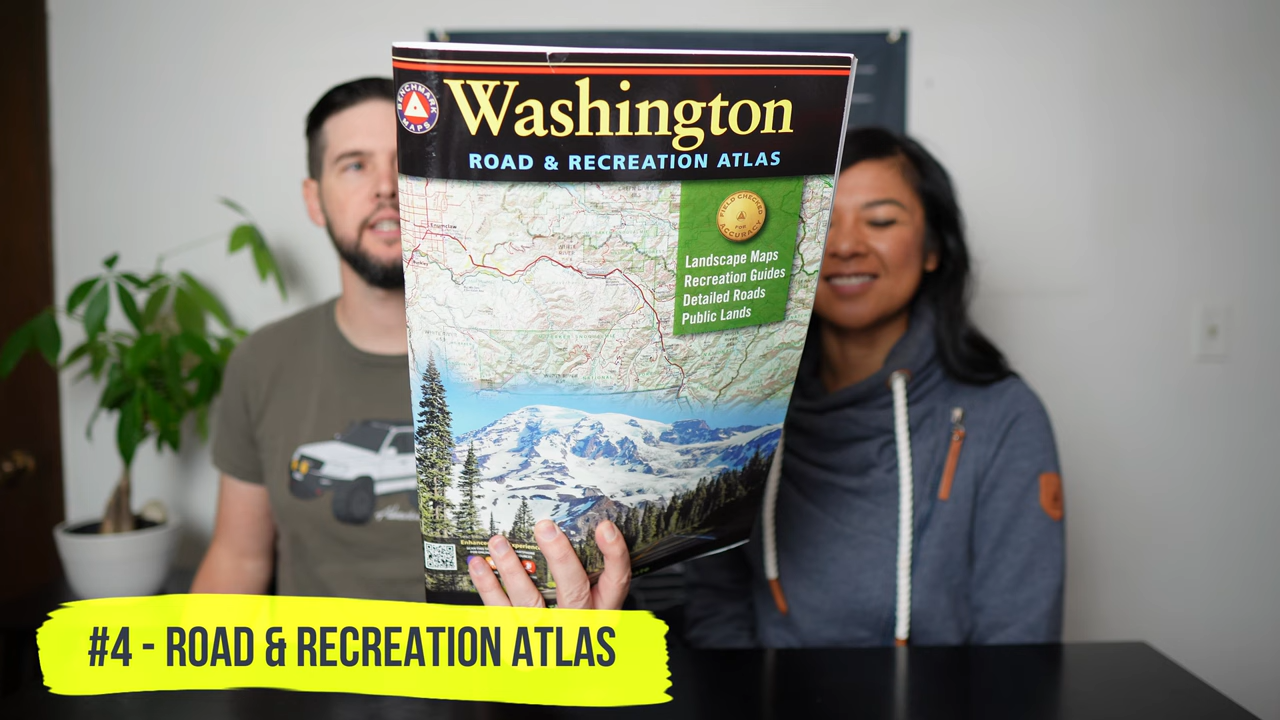 BENCHMARK
MAPS
Washington
ROAD & RECREATION ATLAS
FIELD CHECKED
FOR
ACCURACY
Landscape Maps
Recreation Guides
Detailed Roads
Public Lands
#4 - ROAD & RECREATION ATLAS